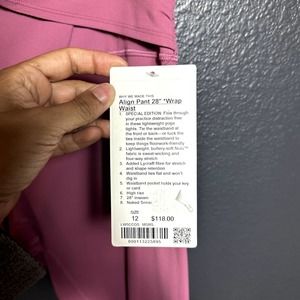 WHY WE MADE THIS
Align Pant 28" *Wrap
Waist
1. SPECIAL EDITION: Flow through
your practice distraction free
in these lightweight yoga
tights. Tie the waistband at
the front or back—or tuck the
ties inside the waistband to
keep things floorwork-friendly
2. Lightweight, buttery-soft Nulu™
fabric is sweat-wicking and
four-way stretch
3. Added Lycra® fibre for stretch
and shape retention
4. Waistband lies flat and won't
dig in
5. Waistband pocket holds your key
or card
6. High rise
7. 28" inseam
8. Naked Sensation
SIZE
12
$118.00